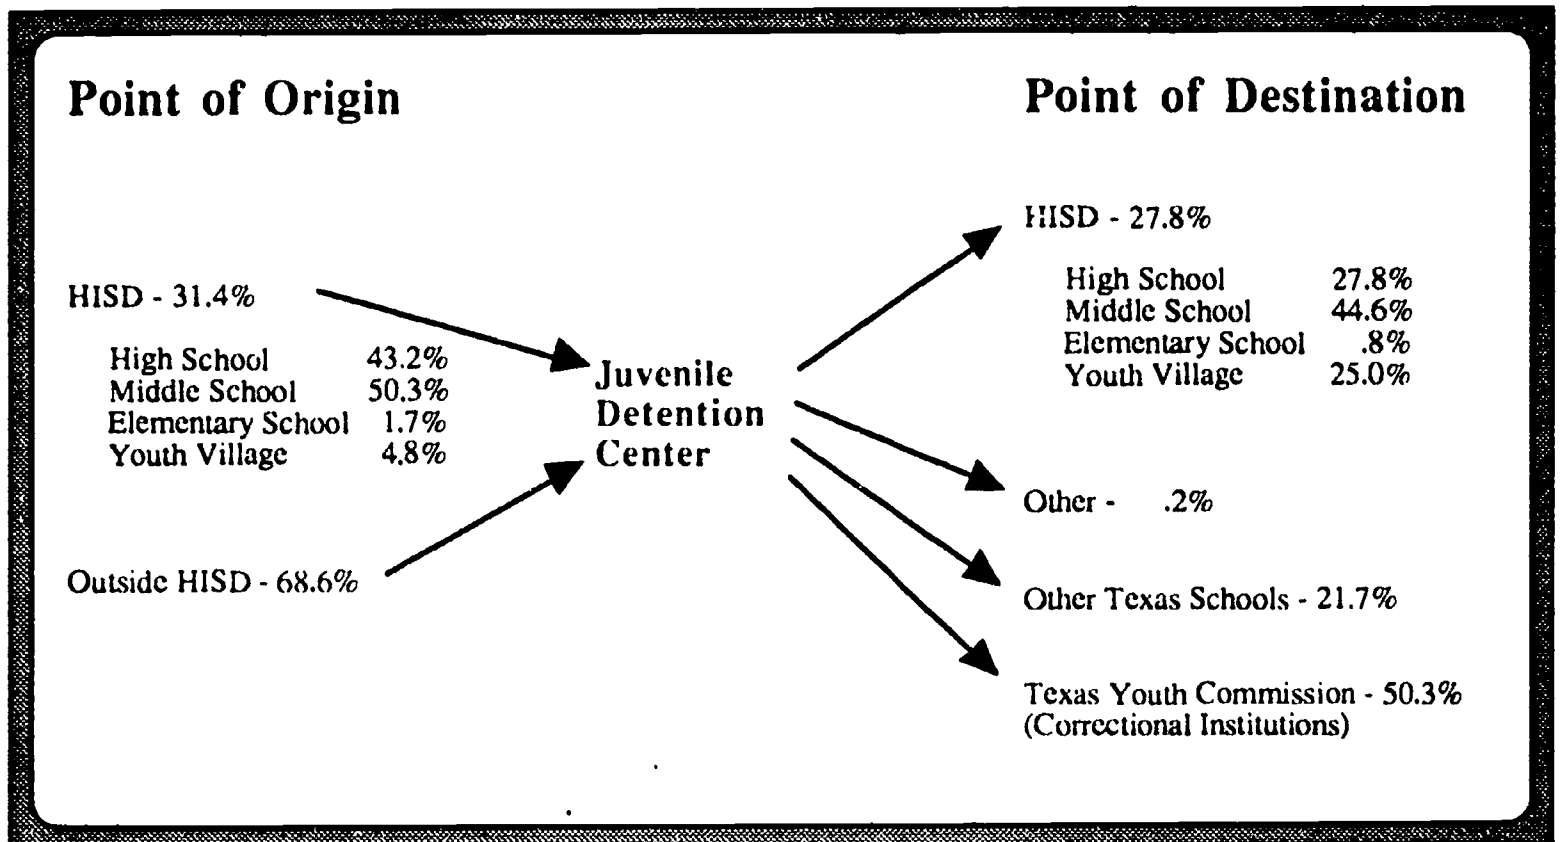 Point of Origin
HISD - 31.4%
High School 43.2%
Middle School 50.3%
Elementary School 1.7%
Youth Village 4.8%
Outside HISD - 68.6%
Juvenile
Detention
Center
Point of Destination
HISD - 27.8%
High School 27.8%
Middle School 44.6%
Elementary School .8%
Youth Village 25.0%
Other - .2%
Other Texas Schools - 21.7%
Texas Youth Commission - 50.3%
(Correctional Institutions)